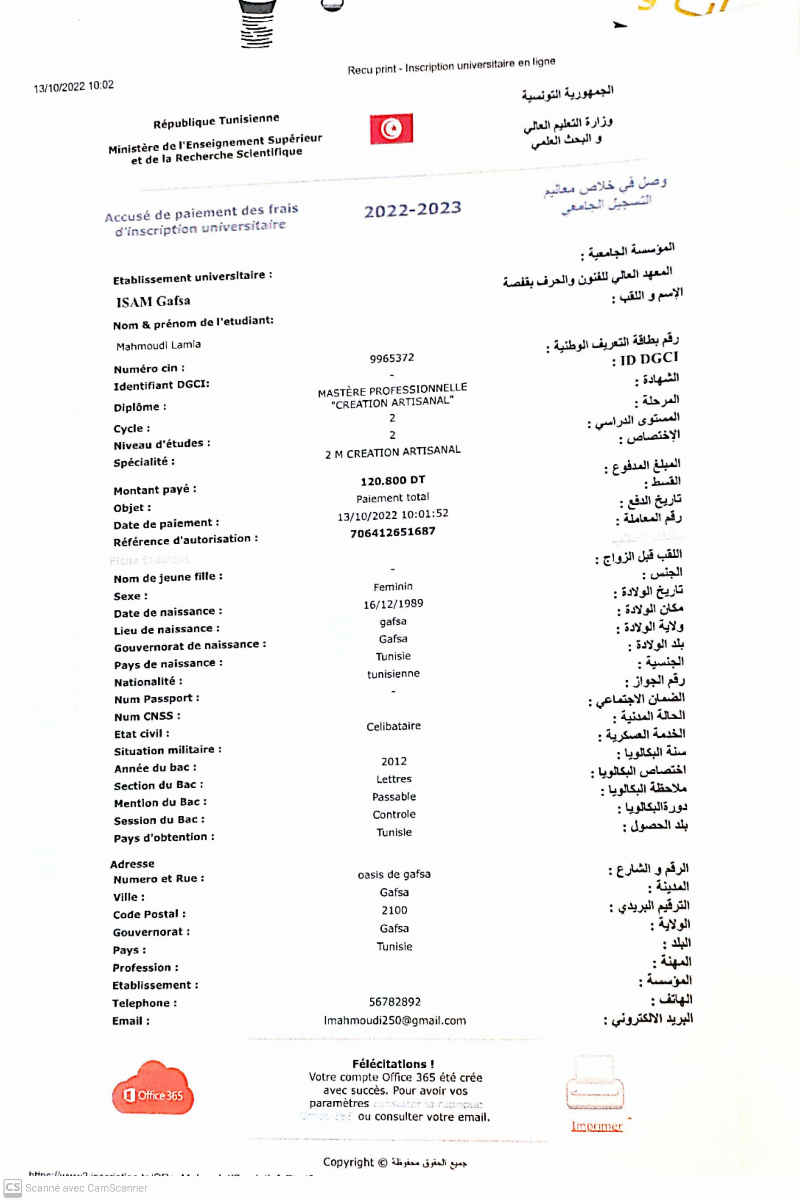 13/10/2022 10:02
Recu print - Inscription universitaire en ligne
République Tunisienne
Ministère de l'Enseignement Supérieur
et de la Recherche Scientifique
الجمهورية التونسية
وزارة التعليم العالي
و البحث العلمي
Accusé de paiement des frais
d'inscription universitaire
2022-2023
وصل في خلاص معاليم
التسجيل الجامعي
Etablissement universitaire :
المؤسسة الجامعية :
ISAM Gafsa
المعهد العالي للفنون والحرف بقفصة
Nom & prénom de l'etudiant:
الإسم و اللقب :
Mahmoudi Lamia
Numéro cin : 9965372 رقم بطاقة التعريف الوطنية :
Identifiant DGCI: - ID DGCI :
Diplôme : MASTÈRE PROFESSIONNELLE الشهادة :
"CREATION ARTISANAL"
Cycle : 2 المرحلة :
Niveau d'études : 2 المستوى الدراسي :
Spécialité : 2 M CREATION ARTISANAL الإختصاص :
Montant payé : 120.800 DT المبلغ المدفوع :
Objet : Paiement total القسط :
Date de paiement : 13/10/2022 10:01:52 تاريخ الدفع :
Référence d'autorisation : 706412651687 رقم المعاملة :
Fiche Etudiant
Nom de jeune fille : - اللقب قبل الزواج :
Sexe : Feminin الجنس :
Date de naissance : 16/12/1989 تاريخ الولادة :
Lieu de naissance : gafsa مكان الولادة :
Gouvernorat de naissance : Gafsa ولاية الولادة :
Pays de naissance : Tunisie بلد الولادة :
Nationalité : tunisienne الجنسية :
Num Passport : - رقم الجواز :
Num CNSS : الضمان الاجتماعي :
Etat civil : Celibataire الحالة المدنية :
Situation militaire : الخدمة العسكرية :
Année du bac : 2012 سنة البكالويا :
Section du Bac : Lettres اختصاص البكالويا :
Mention du Bac : Passable ملاحظة البكالويا :
Session du Bac : Controle دورةالبكالويا :
Pays d'obtention : Tunisie بلد الحصول :
Adresse
Numero et Rue : oasis de gafsa الرقم و الشارع :
Ville : Gafsa المدينة :
Code Postal : 2100 الترقيم البريدي :
Gouvernorat : Gafsa الولاية :
Pays : Tunisie البلد :
Profession : المهنة :
Etablissement : المؤسسة :
Telephone : 56782892 الهاتف :
Email : lmahmoudi250@gmail.com البريد الالكتروني :
Office 365
Félécitations !
Votre compte Office 365 été crée
avec succès. Pour avoir vos
paramètres consulter la rubrique
Office 365 ou consulter votre email.
Imprimer
Copyright © جميع الحقوق محفوظة
CS Scanné avec CamScanner